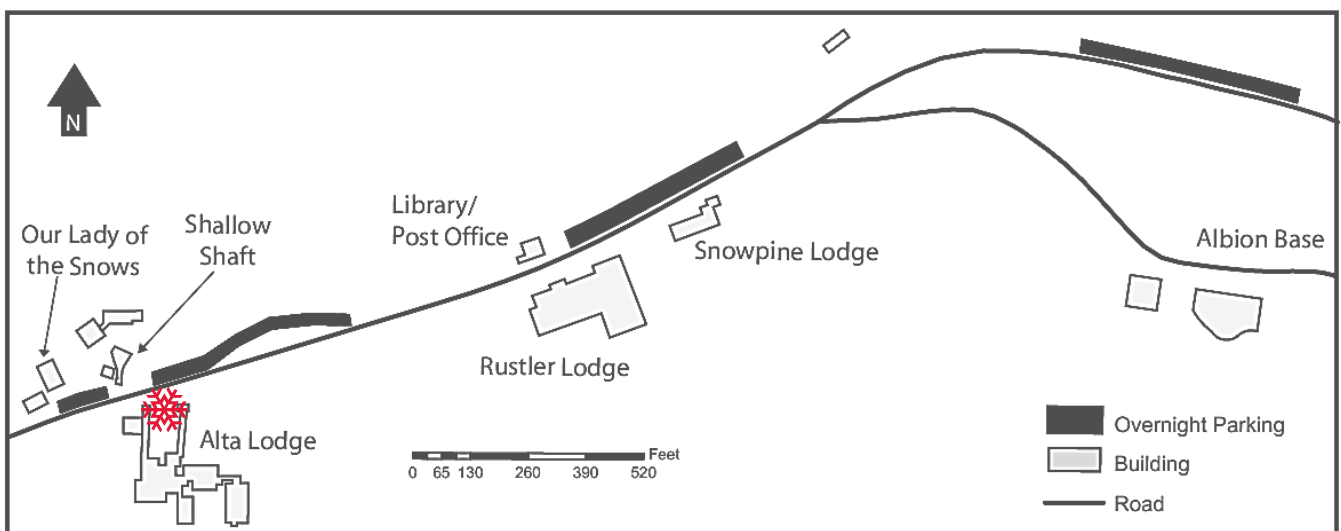 N
Our Lady of
the Snows
Shallow
Shaft
Library/
Post Office
Snowpine Lodge
Albion Base
Rustler Lodge
Alta Lodge
Feet
0 65 130 260 390 520
Overnight Parking
Building
Road